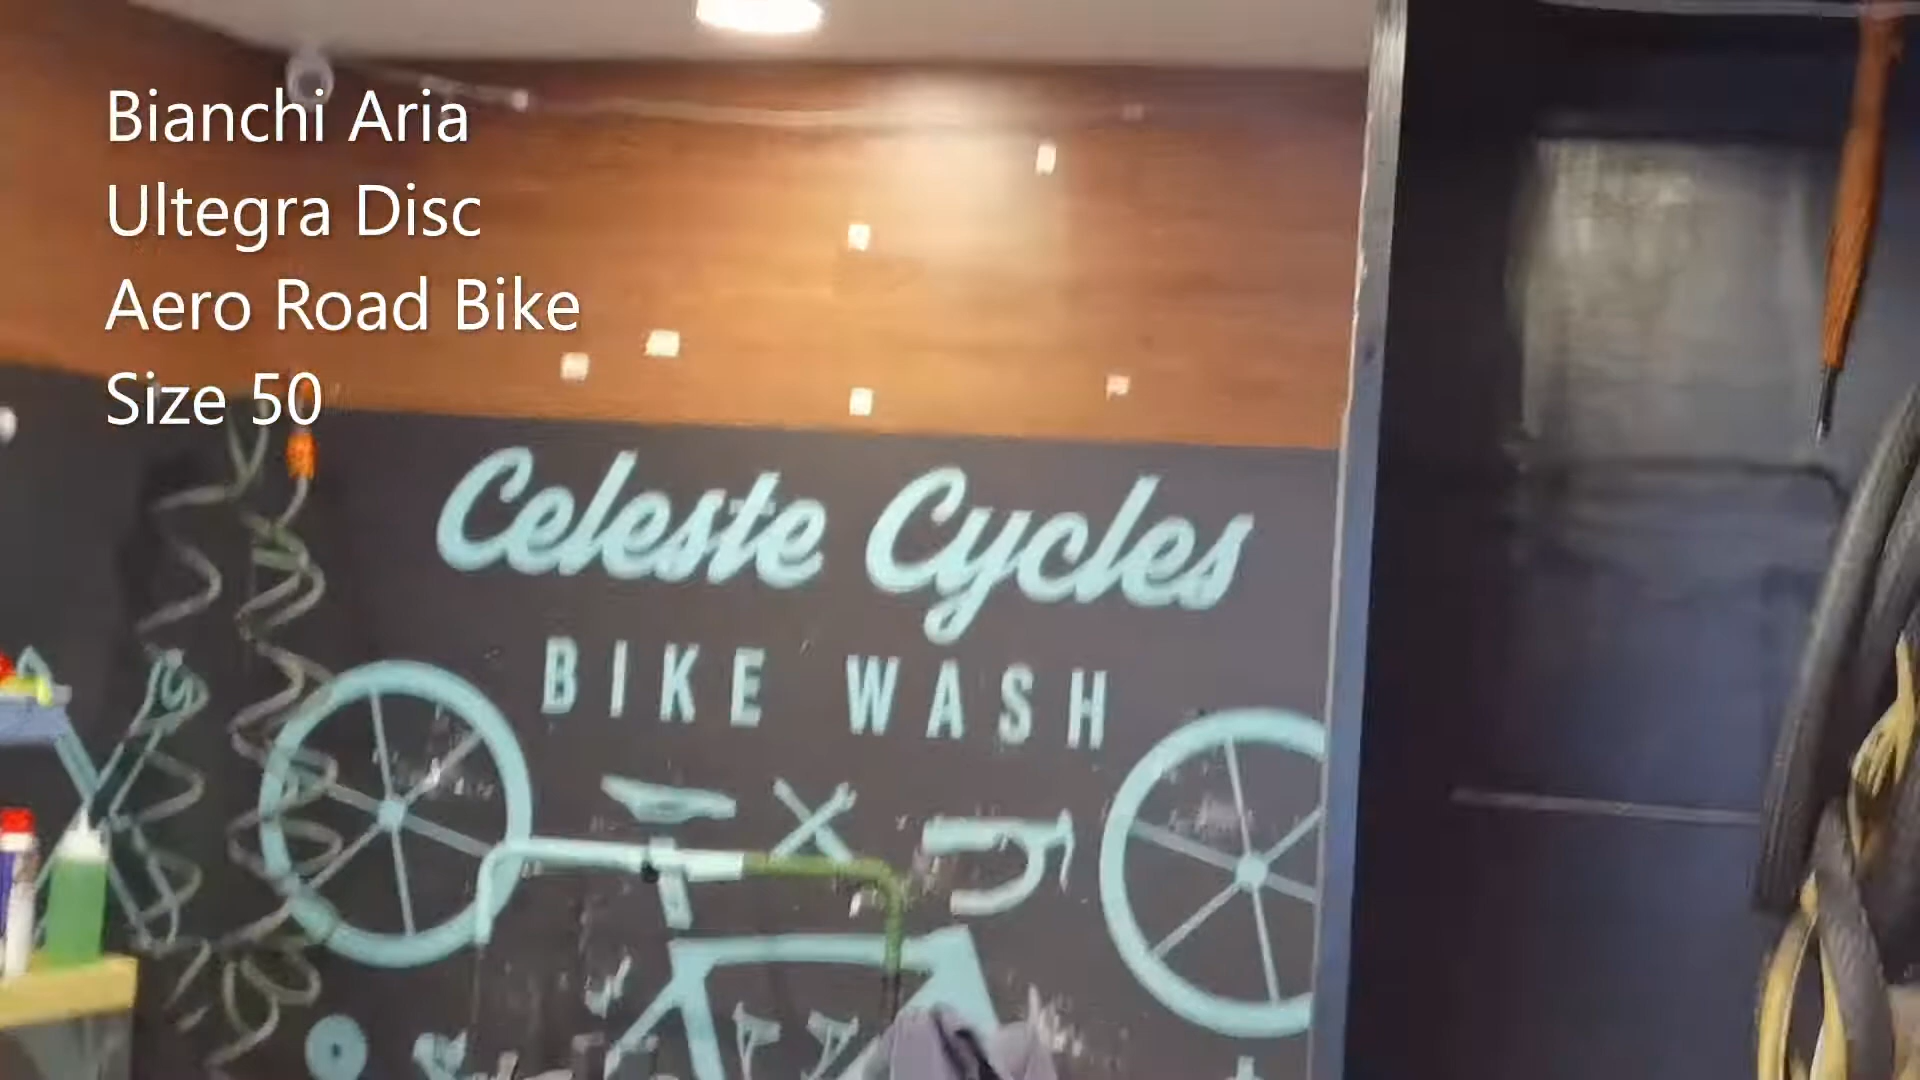 Bianchi Aria
Ultegra Disc
Aero Road Bike
Size 50
Celeste Cycles
BIKE WASH